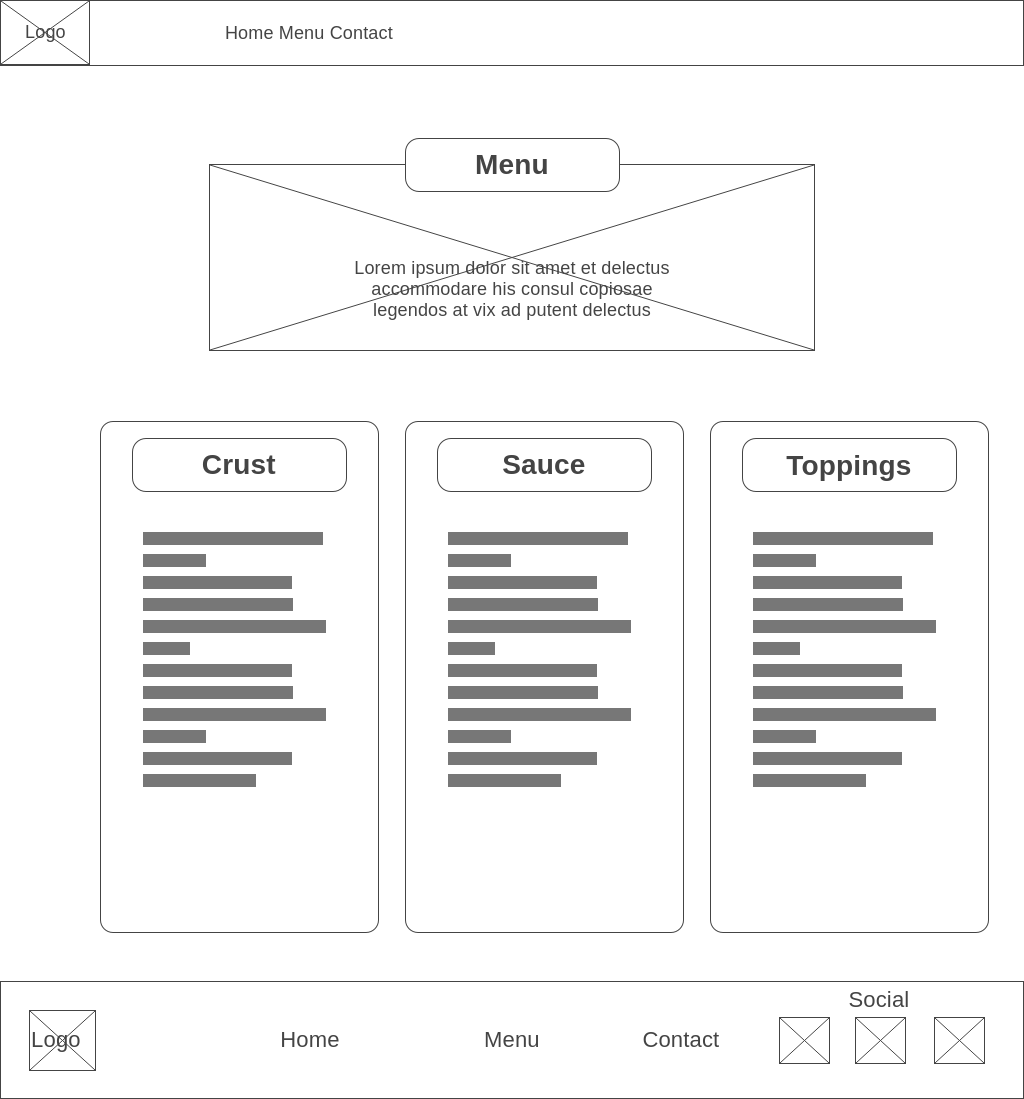 Logo
Home Menu Contact
Menu
Lorem ipsum dolor sit amet et delectus
accommodare his consul copiosae
legendos at vix ad putent delectus
Crust
Sauce
Toppings
Social
Logo
Home
Menu
Contact